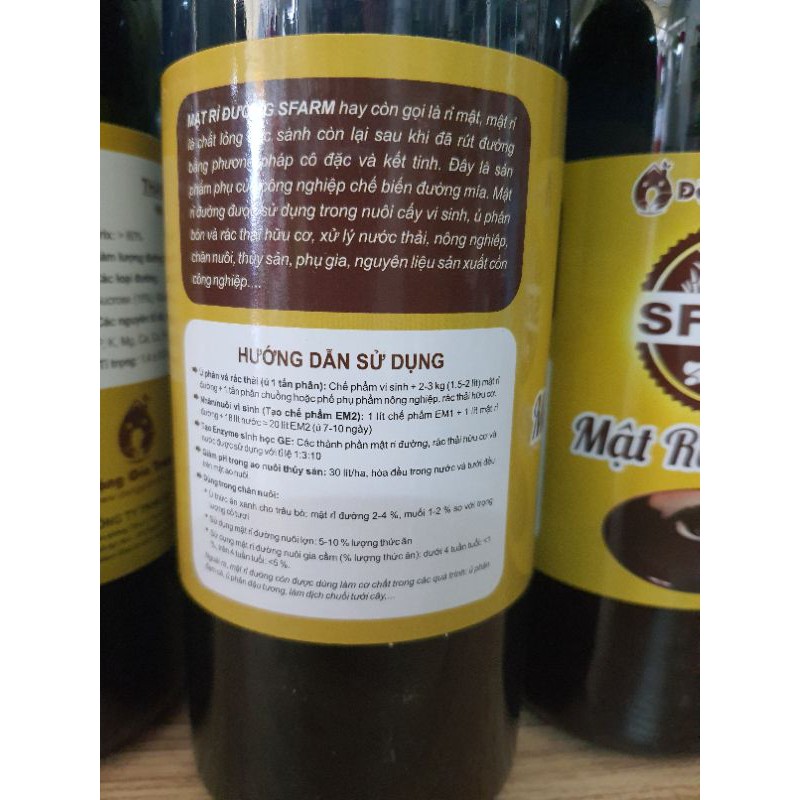 MẬT RỈ ĐƯỜNG SFARM hay còn gọi là rỉ mật, mật rỉ
là chất lỏng sánh còn lại sau khi đã rút đường
bằng phương pháp cô đặc và kết tinh. Đây là sản
phẩm phụ của công nghiệp chế biến đường mía. Mật
rỉ đường được sử dụng trong nuôi cấy vi sinh, ủ phân
bón và rác thải hữu cơ, xử lý nước thải, nông nghiệp,
chăn nuôi, thủy sản, phụ gia, nguyên liệu sản xuất cồn
công nghiệp....
HƯỚNG DẪN SỬ DỤNG
Ủ phân và rác thải (ủ 1 tấn phân): Chế phẩm vi sinh + 2-3 kg (1.5-2 lít) mật rỉ
đường + 1 tấn phân chuồng hoặc phế phụ phẩm nông nghiệp, rác thải hữu cơ.
Nhân nuôi vi sinh (Tạo chế phẩm EM2): 1 lít chế phẩm EM1 + 1 lít mật rỉ
đường + 18 lít nước = 20 lít EM2 (ủ 7-10 ngày)
Tạo Enzyme sinh học GE: Các thành phần mật rỉ đường, rác thải hữu cơ và
nước được sử dụng với tỉ lệ 1:3:10
Giảm pH trong ao nuôi thủy sản: 30 lít/ha, hòa đều trong nước và tưới đều
trên mặt ao nuôi
Dùng trong chăn nuôi:
* Ủ thức ăn xanh cho trâu bò: mật rỉ đường 2-4 %, muối 1-2 % so với trọng
lượng cỏ tươi
* Sử dụng mật rỉ đường nuôi lợn: 5-10 % lượng thức ăn
* Sử dụng mật rỉ đường nuôi gia cầm (% lượng thức ăn): dưới 4 tuần tuổi: <1
%, trên 4 tuần tuổi: <5 %.
Ngoài ra, mật rỉ đường còn được dùng làm cơ chất trong các quá trình: ủ phân
đạm cá, ủ phân đậu tương, làm dịch chuối tưới cây,...
SF
Mật R